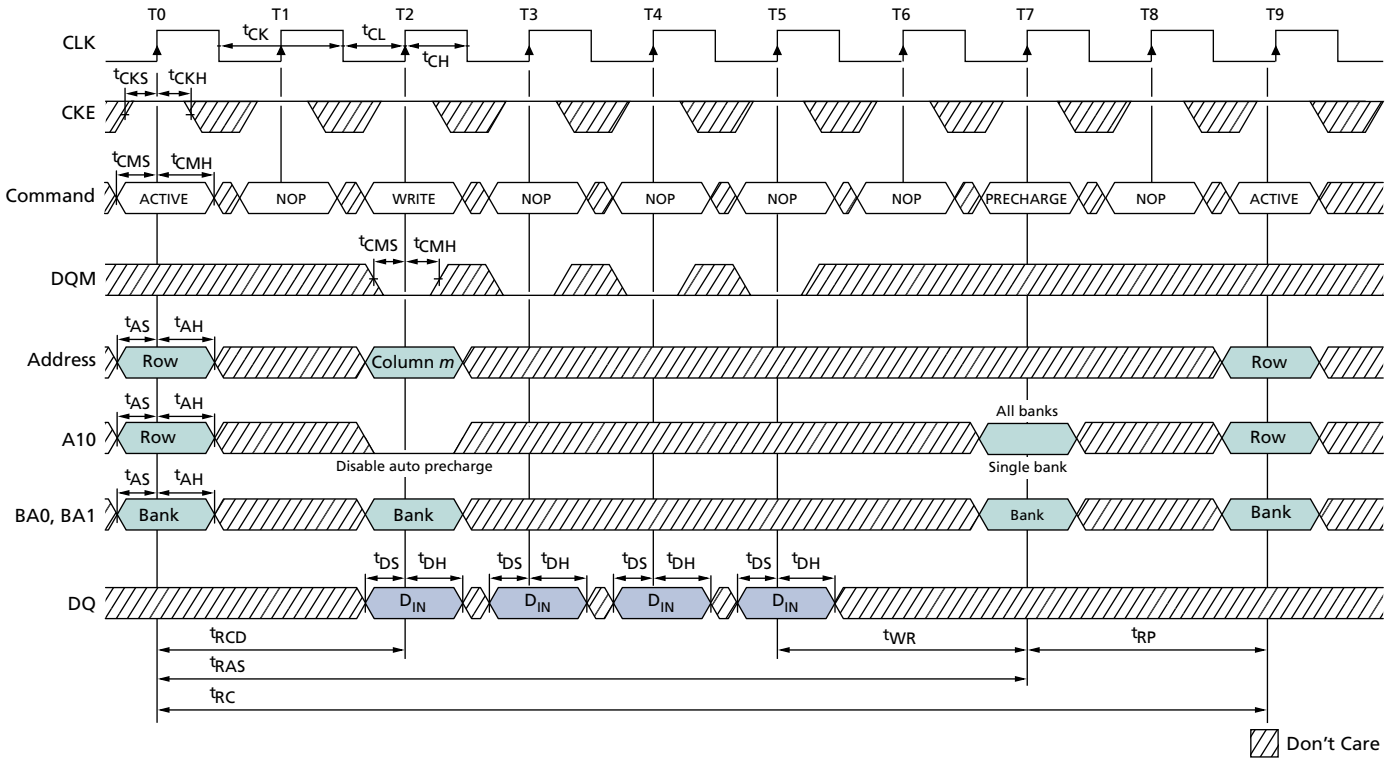 T0 T1 T2 T3 T4 T5 T6 T7 T8 T9
CLK tCK tCL tCH
tCKS tCKH
CKE
tCMS tCMH
Command ACTIVE NOP WRITE NOP NOP NOP NOP PRECHARGE NOP ACTIVE
tCMS tCMH
DQM
tAS tAH
Address Row Column m Row
tAS tAH All banks
A10 Row Row
Disable auto precharge Single bank
tAS tAH
BA0, BA1 Bank Bank Bank Bank
tDS tDH tDS tDH tDS tDH tDS tDH
DQ DIN DIN DIN DIN
tRCD tWR tRP
tRAS
tRC
Don't Care